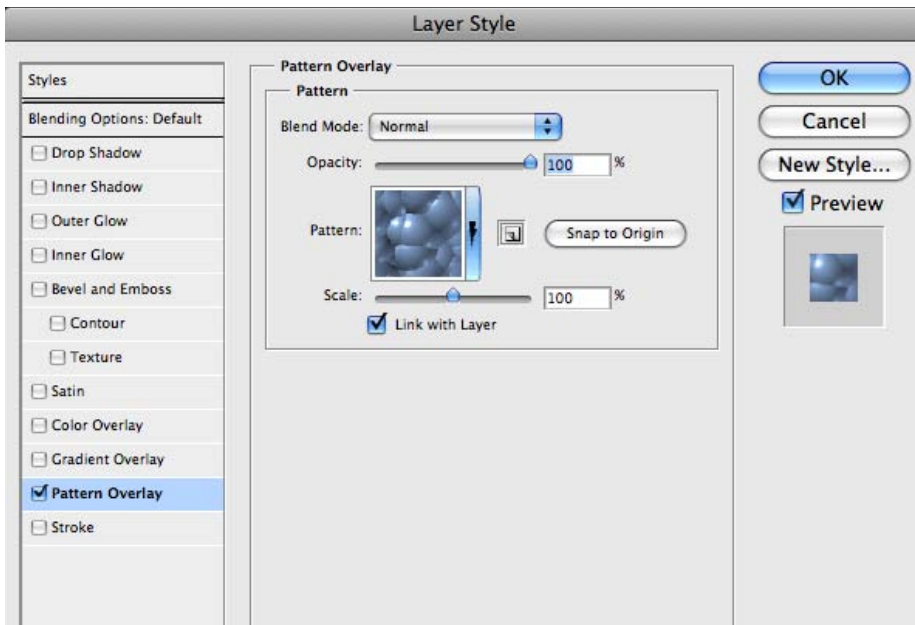 Layer Style
Styles
Blending Options: Default
Drop Shadow
Inner Shadow
Outer Glow
Inner Glow
Bevel and Emboss
Contour
Texture
Satin
Color Overlay
Gradient Overlay
Pattern Overlay
Stroke
Pattern Overlay
Pattern
Blend Mode: Normal
Opacity: 100 %
Pattern:
Snap to Origin
Scale: 100 %
Link with Layer
OK
Cancel
New Style...
Preview